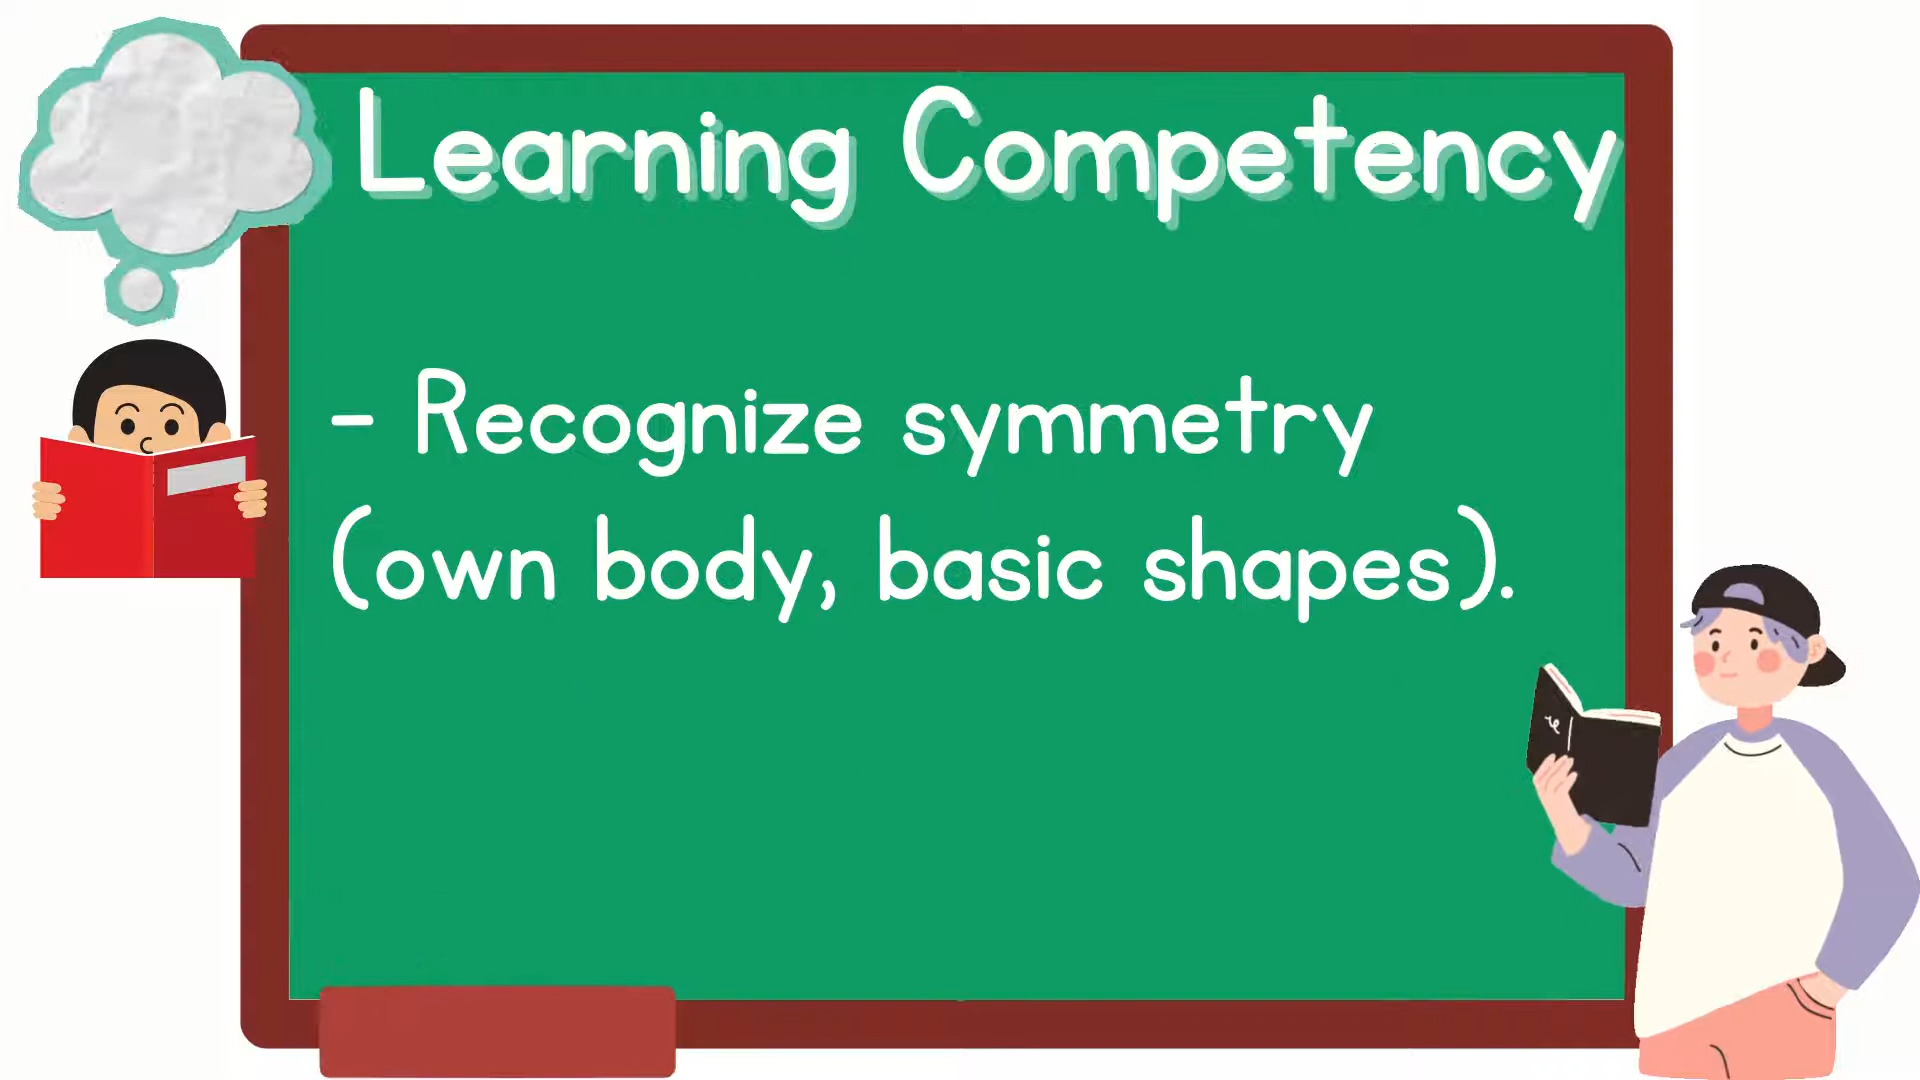 Learning Competency
- Recognize symmetry
(own body, basic shapes).